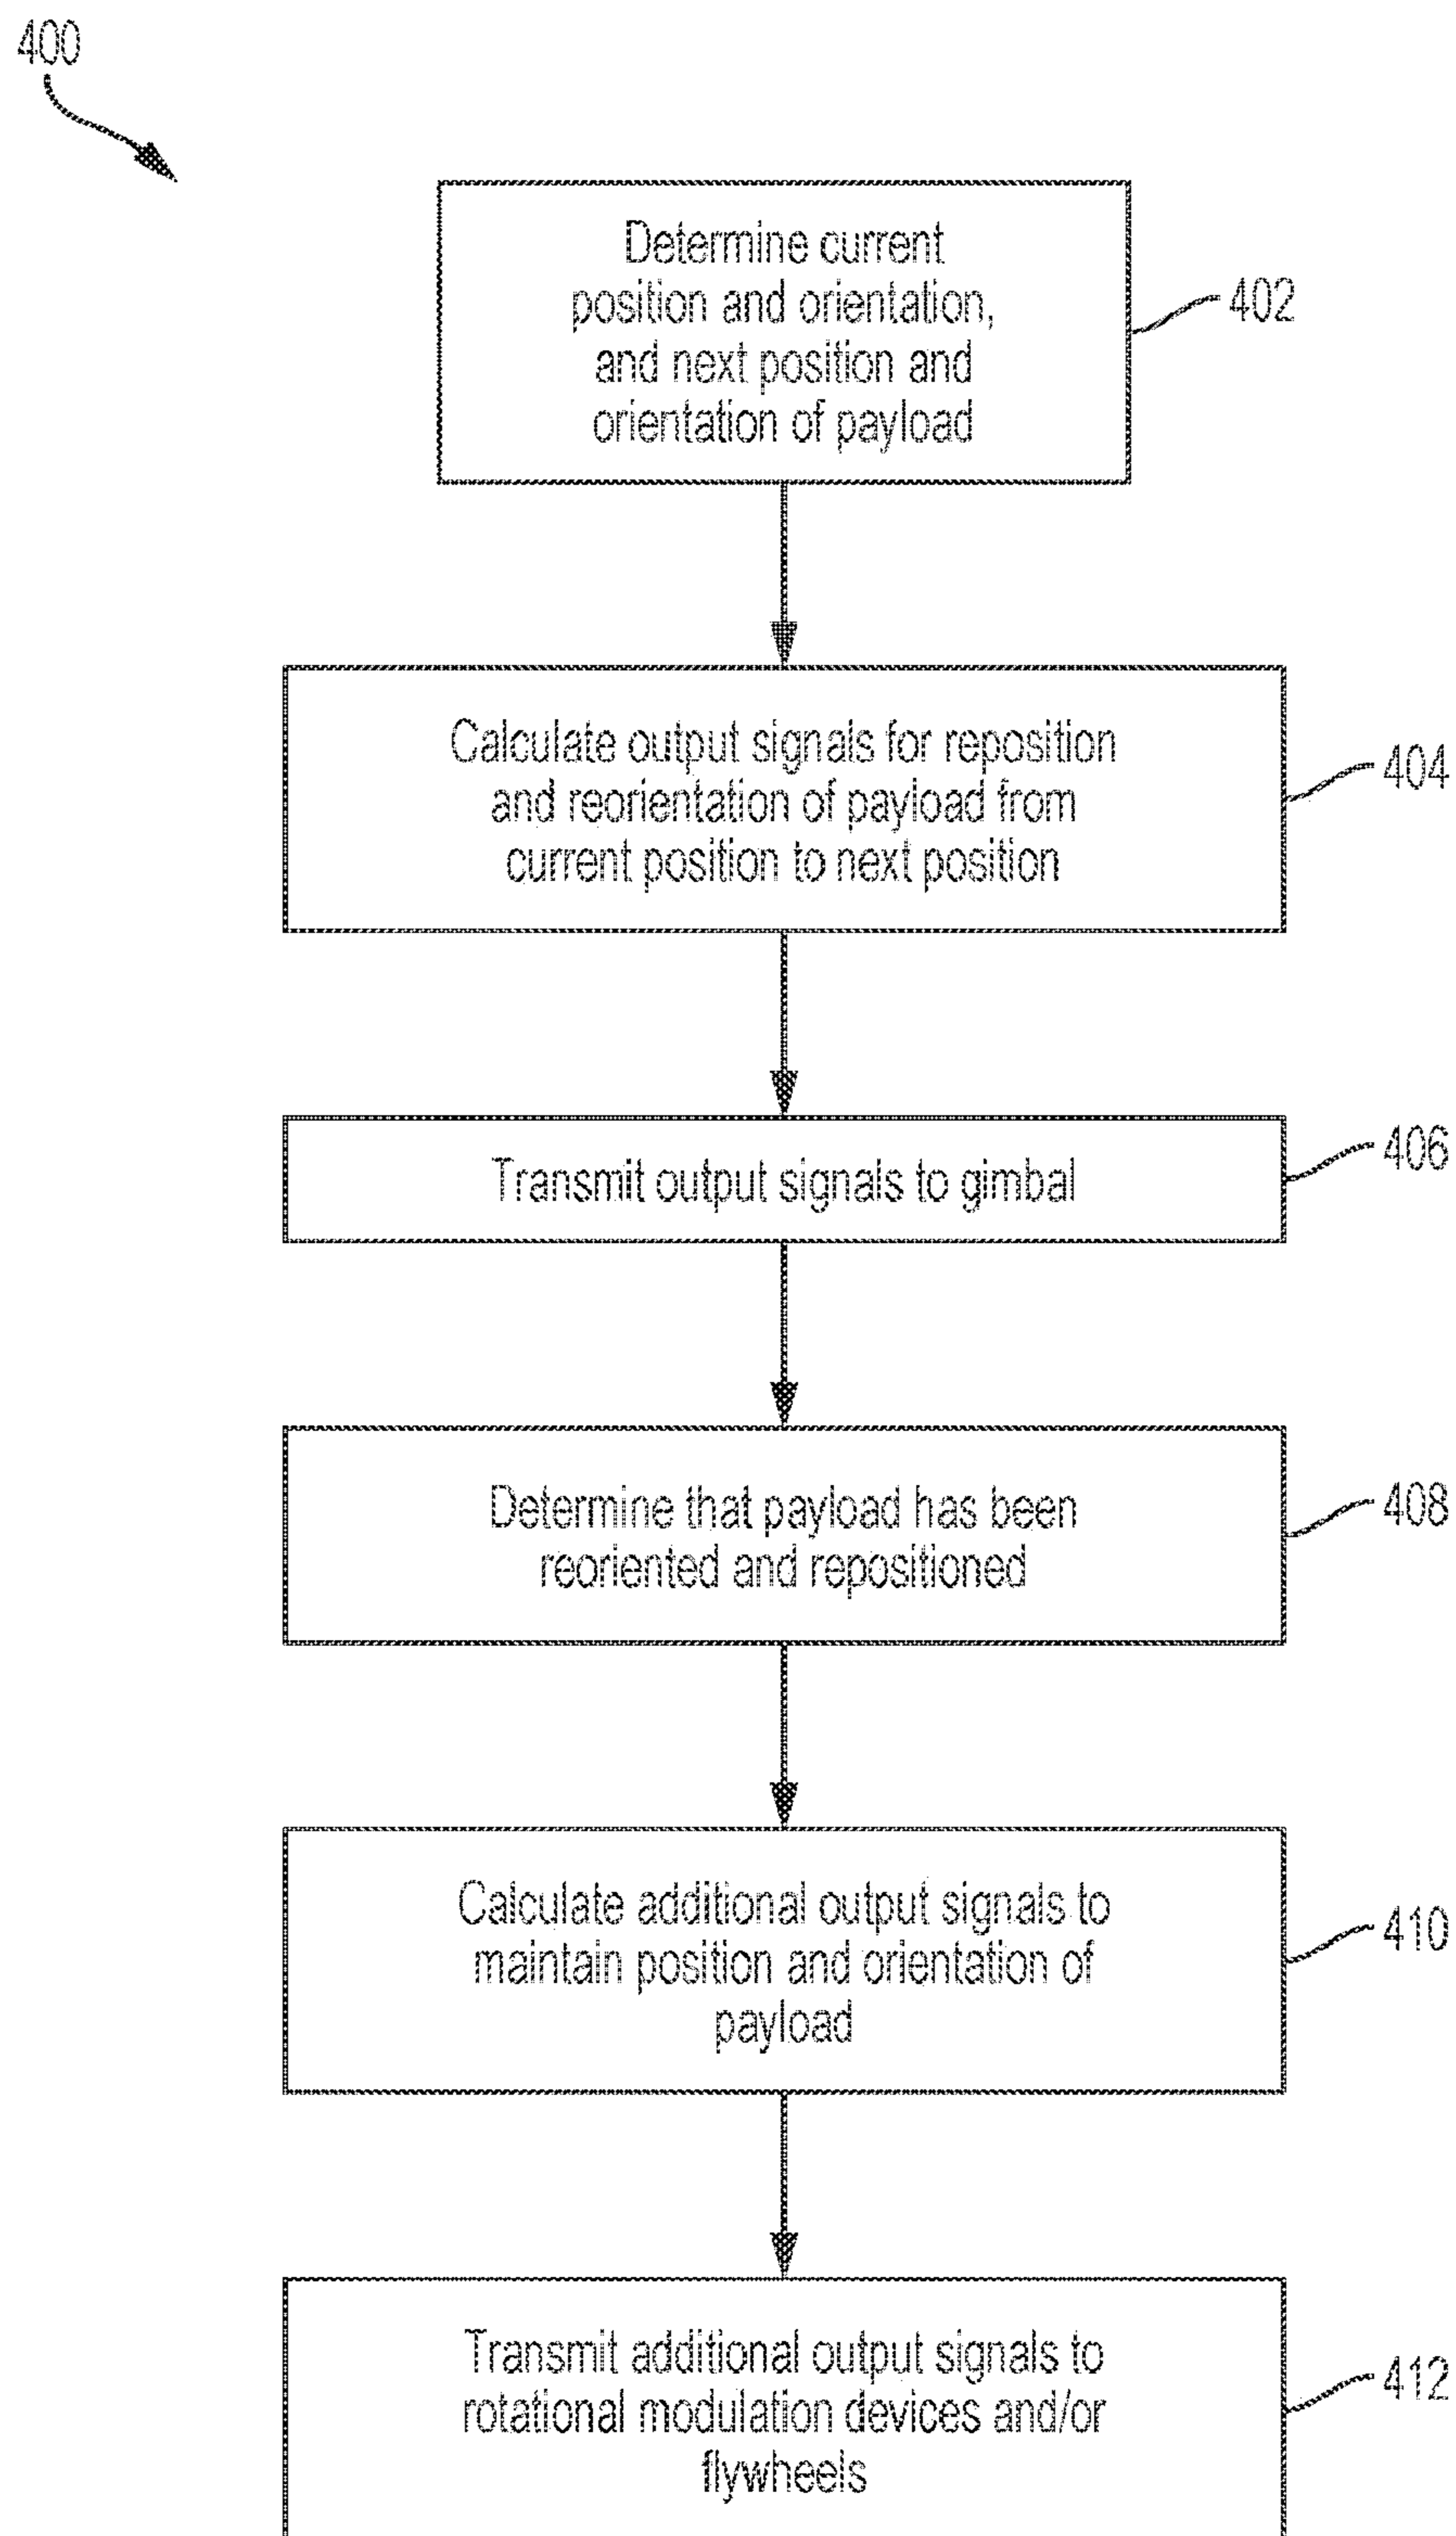 400
Determine current
position and orientation,
and next position and
orientation of payload
402
Calculate output signals for reposition
and reorientation of payload from
current position to next position
404
Transmit output signals to gimbal
406
Determine that payload has been
reoriented and repositioned
408
Calculate additional output signals to
maintain position and orientation of
payload
410
Transmit additional output signals to
rotational modulation devices and/or
flywheels
412